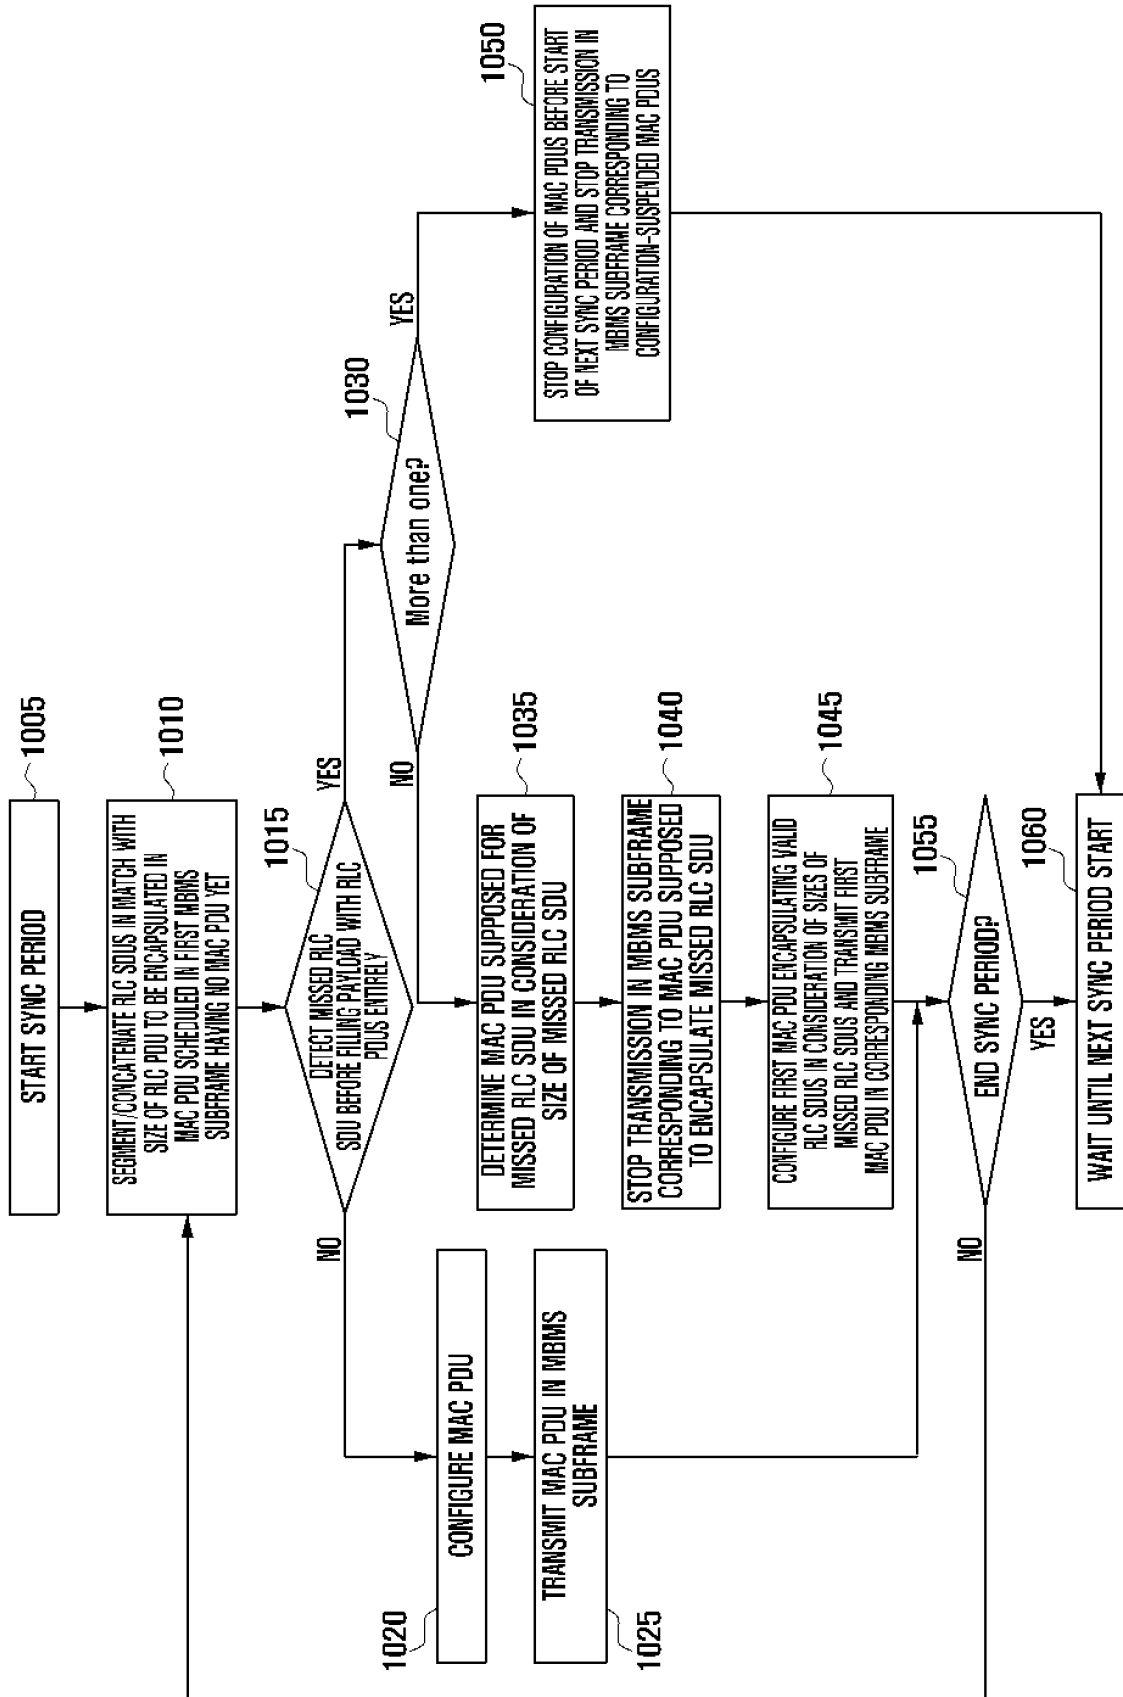 START SYNC PERIOD
1005
SEGMENT/CONCATENATE RLC SDUS IN MATCH WITH
SIZE OF RLC PDU TO BE ENCAPSULATED IN
MAC PDU SCHEDULED IN FIRST MBMS
SUBFRAME HAVING NO MAC PDU YET
1010
DETECT MISSED RLC
SDU BEFORE FILLING PAYLOAD WITH RLC
PDUS ENTIRELY
1015
NO
YES
CONFIGURE MAC PDU
1020
TRANSMIT MAC PDU IN MBMS
SUBFRAME
1025
More than one?
1030
NO
YES
DETERMINE MAC PDU SUPPOSED FOR
MISSED RLC SDU IN CONSIDERATION OF
SIZE OF MISSED RLC SDU
1035
STOP TRANSMISSION IN MBMS SUBFRAME
CORRESPONDING TO MAC PDU SUPPOSED
TO ENCAPSULATE MISSED RLC SDU
1040
CONFIGURE FIRST MAC PDU ENCAPSULATING VALID
RLC SDUS IN CONSIDERATION OF SIZES OF
MISSED RLC SDUS AND TRANSMIT FIRST
MAC PDU IN CORRESPONDING MBMS SUBFRAME
1045
STOP CONFIGURATION OF MAC PDUS BEFORE START
OF NEXT SYNC PERIOD AND STOP TRANSMISSION IN
MBMS SUBFRAME CORRESPONDING TO
CONFIGURATION-SUSPENDED MAC PDUS
1050
END SYNC PERIOD?
1055
NO
YES
WAIT UNTIL NEXT SYNC PERIOD START
1060